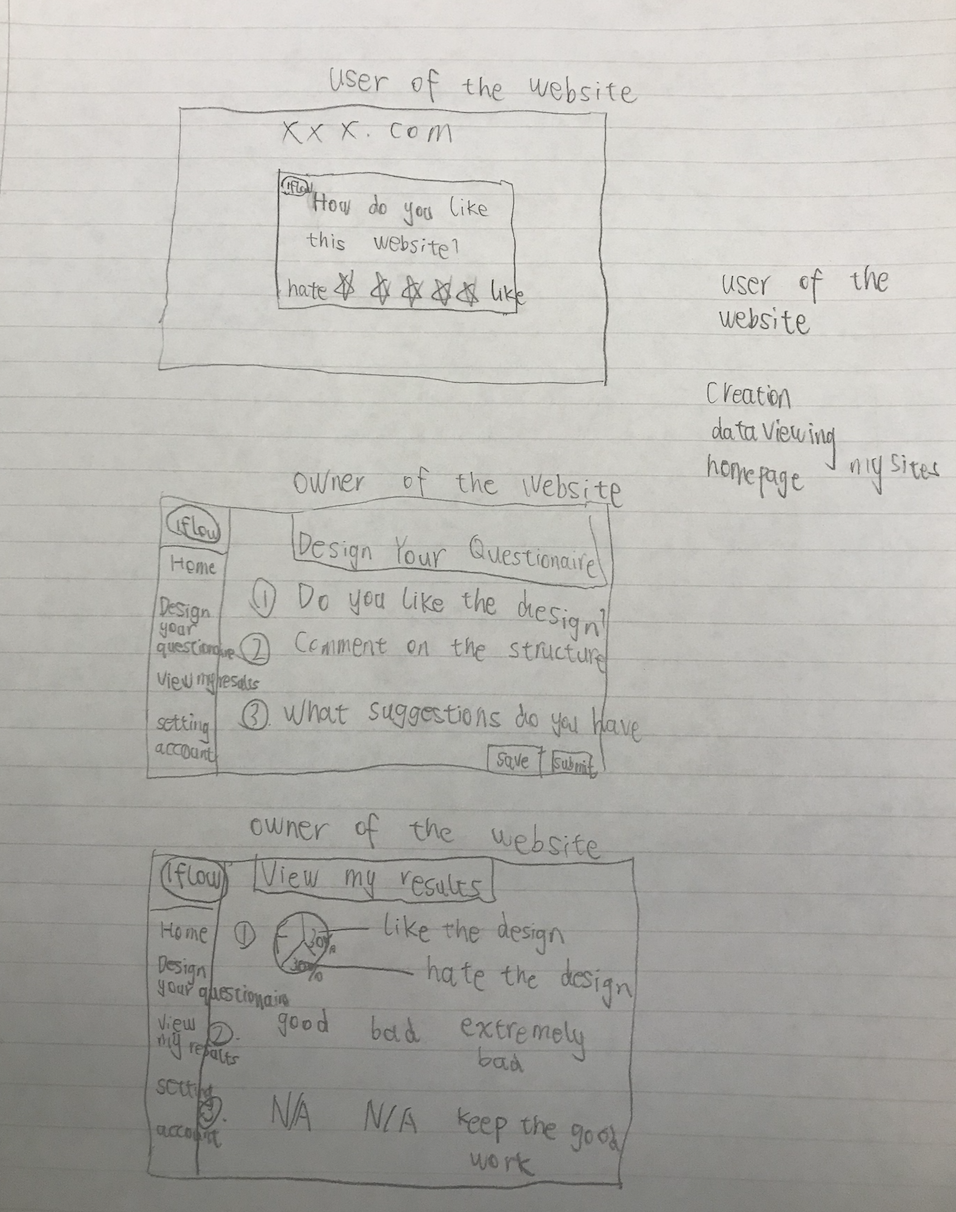 user of the website
xxx.com
iflow
How do you like
this website?
hate ☆ ☆ ☆ ☆ ☆ like
user of the
website
Creation
data viewing
homepage
my sites
owner of the website
iflow
Home
Design
your
view my results
setting
account
Design Your Questionaire
① Do you like the design?
② Comment on the structure
③ What suggestions do you have
save
submit
owner of the website
iflow
Home
Design
your questionaire
view
my results
setting
account
View my results
①
30%
like the design
hate the design
②. good bad extremely
bad
③. N/A N/A keep the good
work